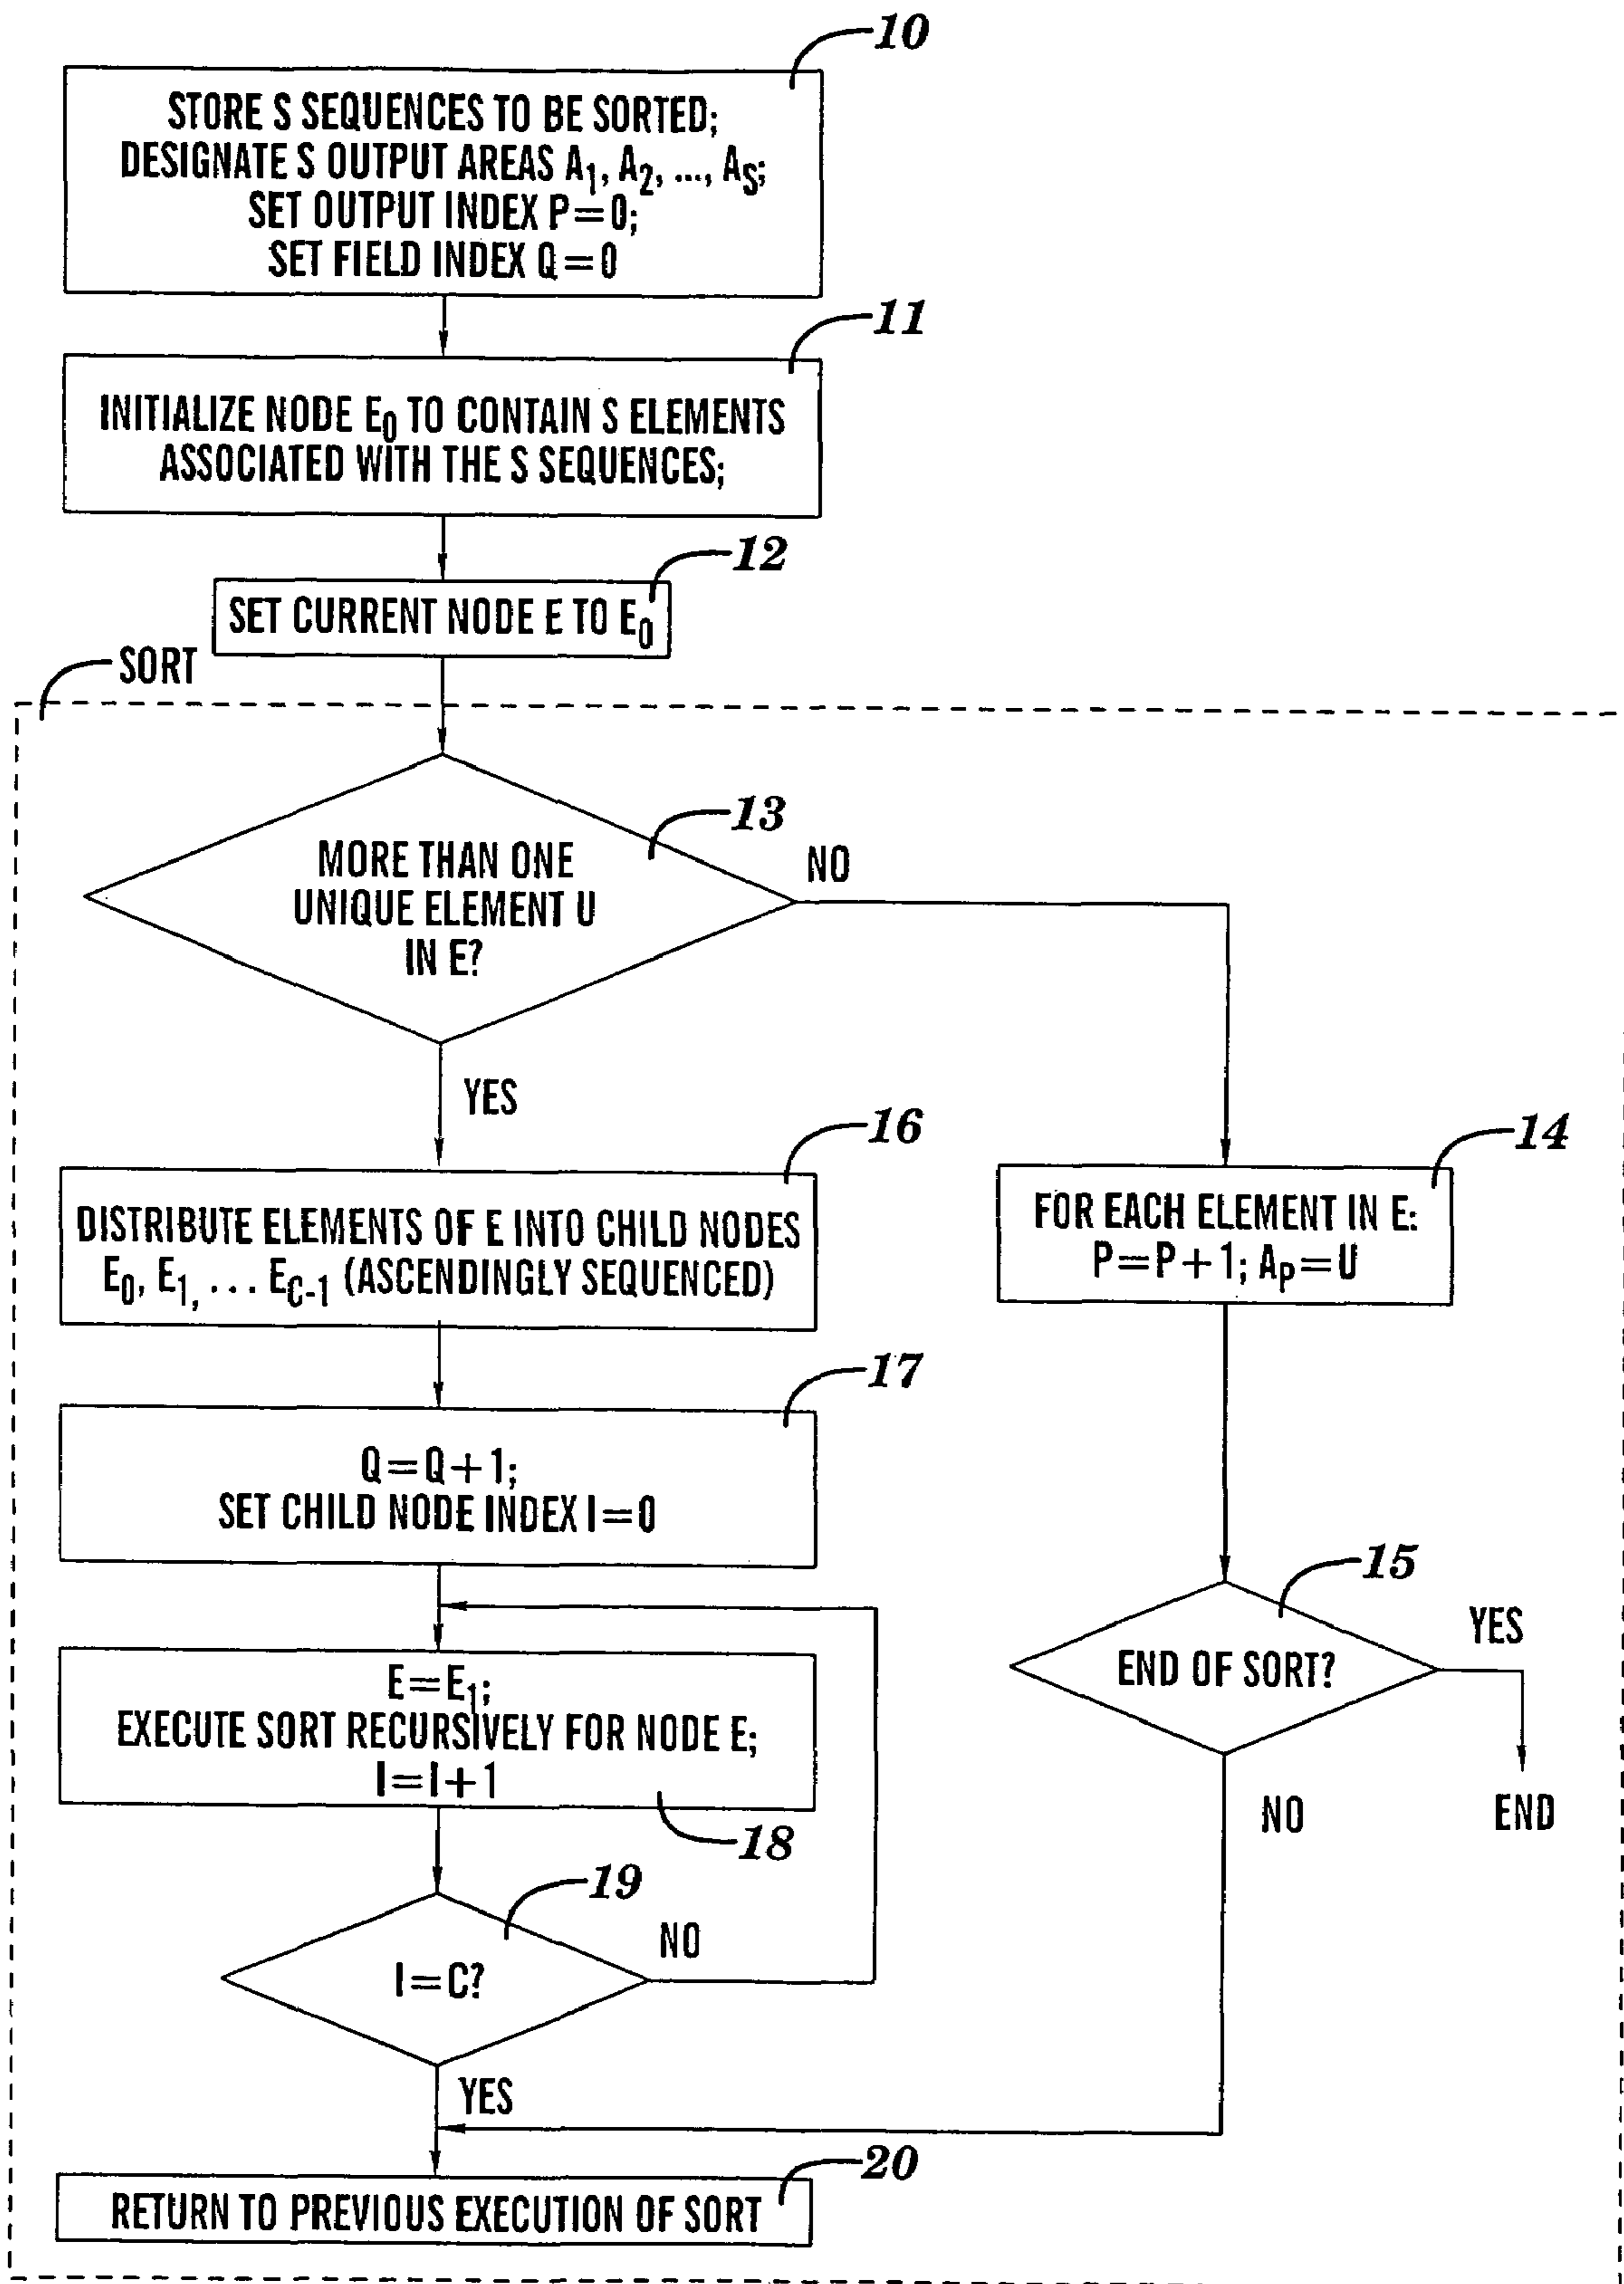 10
STORE S SEQUENCES TO BE SORTED;
DESIGNATE S OUTPUT AREAS A1, A2, ..., AS;
SET OUTPUT INDEX P=0;
SET FIELD INDEX Q=0
11
INITIALIZE NODE E0 TO CONTAIN S ELEMENTS
ASSOCIATED WITH THE S SEQUENCES;
12
SET CURRENT NODE E TO E0
SORT
13
MORE THAN ONE
UNIQUE ELEMENT U
IN E?
NO
YES
16
DISTRIBUTE ELEMENTS OF E INTO CHILD NODES
E0, E1, ... EC-1 (ASCENDINGLY SEQUENCED)
14
FOR EACH ELEMENT IN E:
P=P+1; AP=U
17
Q=Q+1;
SET CHILD NODE INDEX I=0
15
END OF SORT?
YES
END
NO
E=E1;
EXECUTE SORT RECURSIVELY FOR NODE E;
I=I+1
18
19
I=C?
NO
YES
20
RETURN TO PREVIOUS EXECUTION OF SORT